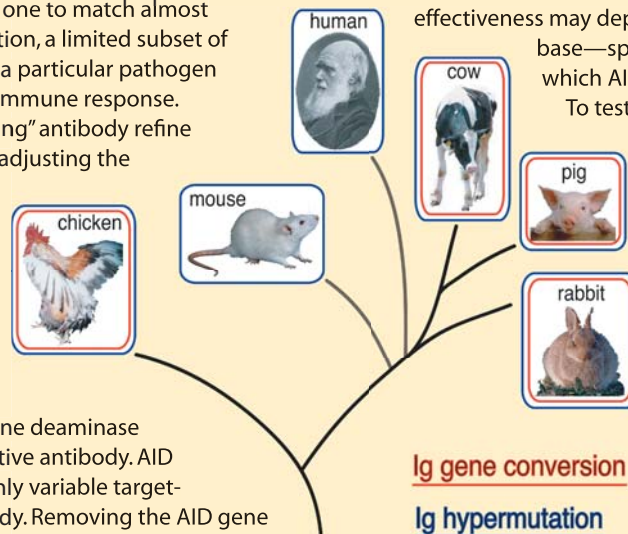 one to match almost
tion, a limited subset of
a particular pathogen
mmune response.
ng” antibody refine
adjusting the
effectiveness may dep
base—sp
which AI
To test
human
cow
pig
mouse
chicken
rabbit
ne deaminase
tive antibody. AID
nly variable target-
dy. Removing the AID gene
Ig gene conversion
Ig hypermutation